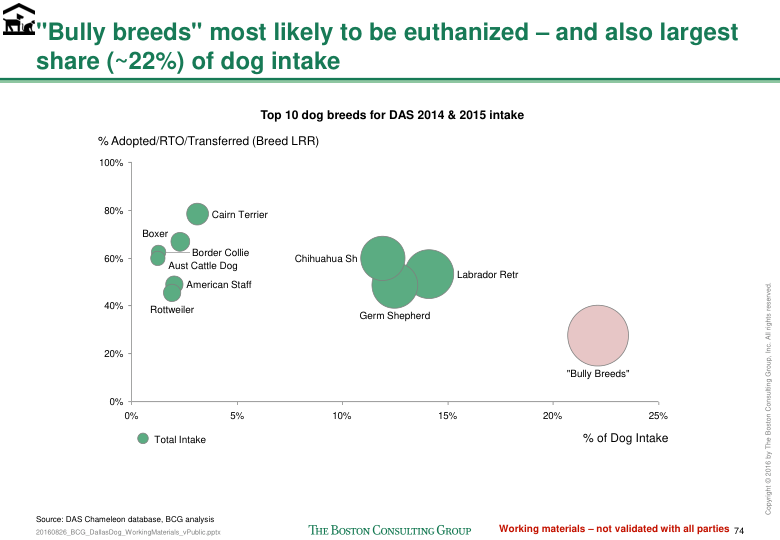 "Bully breeds" most likely to be euthanized – and also largest
share (~22%) of dog intake
Top 10 dog breeds for DAS 2014 & 2015 intake
% Adopted/RTO/Transferred (Breed LRR)
100%
80%
60%
40%
20%
0%
Cairn Terrier
Boxer
Border Collie
Aust Cattle Dog
American Staff
Rottweiler
Chihuahua Sh
Labrador Retr
Germ Shepherd
"Bully Breeds"
0%
5%
10%
15%
20%
25%
Total Intake
% of Dog Intake
Copyright © 2016 by The Boston Consulting Group, Inc. All rights reserved.
Source: DAS Chameleon database, BCG analysis
20160826_BCG_DallasDog_WorkingMaterials_vPublic.pptx
THE BOSTON CONSULTING GROUP
Working materials – not validated with all parties 74